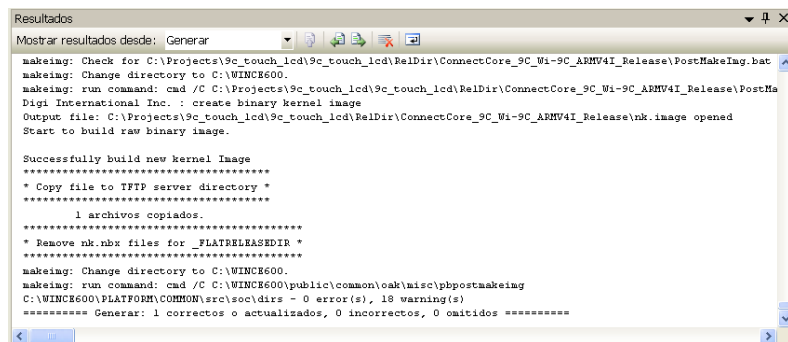 Resultados
Mostrar resultados desde: Generar
makeimg: Check for C:\Projects\9c_touch_lcd\9c_touch_lcd\RelDir\ConnectCore_9C_Wi-9C_ARMV4I_Release\PostMakeImg.bat
makeimg: Change directory to C:\WINCE600.
makeimg: run command: cmd /C C:\Projects\9c_touch_lcd\9c_touch_lcd\RelDir\ConnectCore_9C_Wi-9C_ARMV4I_Release\PostMa
Digi International Inc. : create binary kernel image
Output file: C:\Projects\9c_touch_lcd\9c_touch_lcd\RelDir\ConnectCore_9C_Wi-9C_ARMV4I_Release\nk.image opened
Start to build raw binary image.
Successfully build new kernel Image
**************************************
* Copy file to TFTP server directory *
**************************************
1 archivos copiados.
*******************************************
* Remove nk.nbx files for _FLATRELEASEDIR *
*******************************************
makeimg: Change directory to C:\WINCE600.
makeimg: run command: cmd /C C:\WINCE600\public\common\oak\misc\pbpostmakeimg
C:\WINCE600\PLATFORM\COMMON\src\soc\dirs - 0 error(s), 18 warning(s)
========== Generar: 1 correctos o actualizados, 0 incorrectos, 0 omitidos ==========